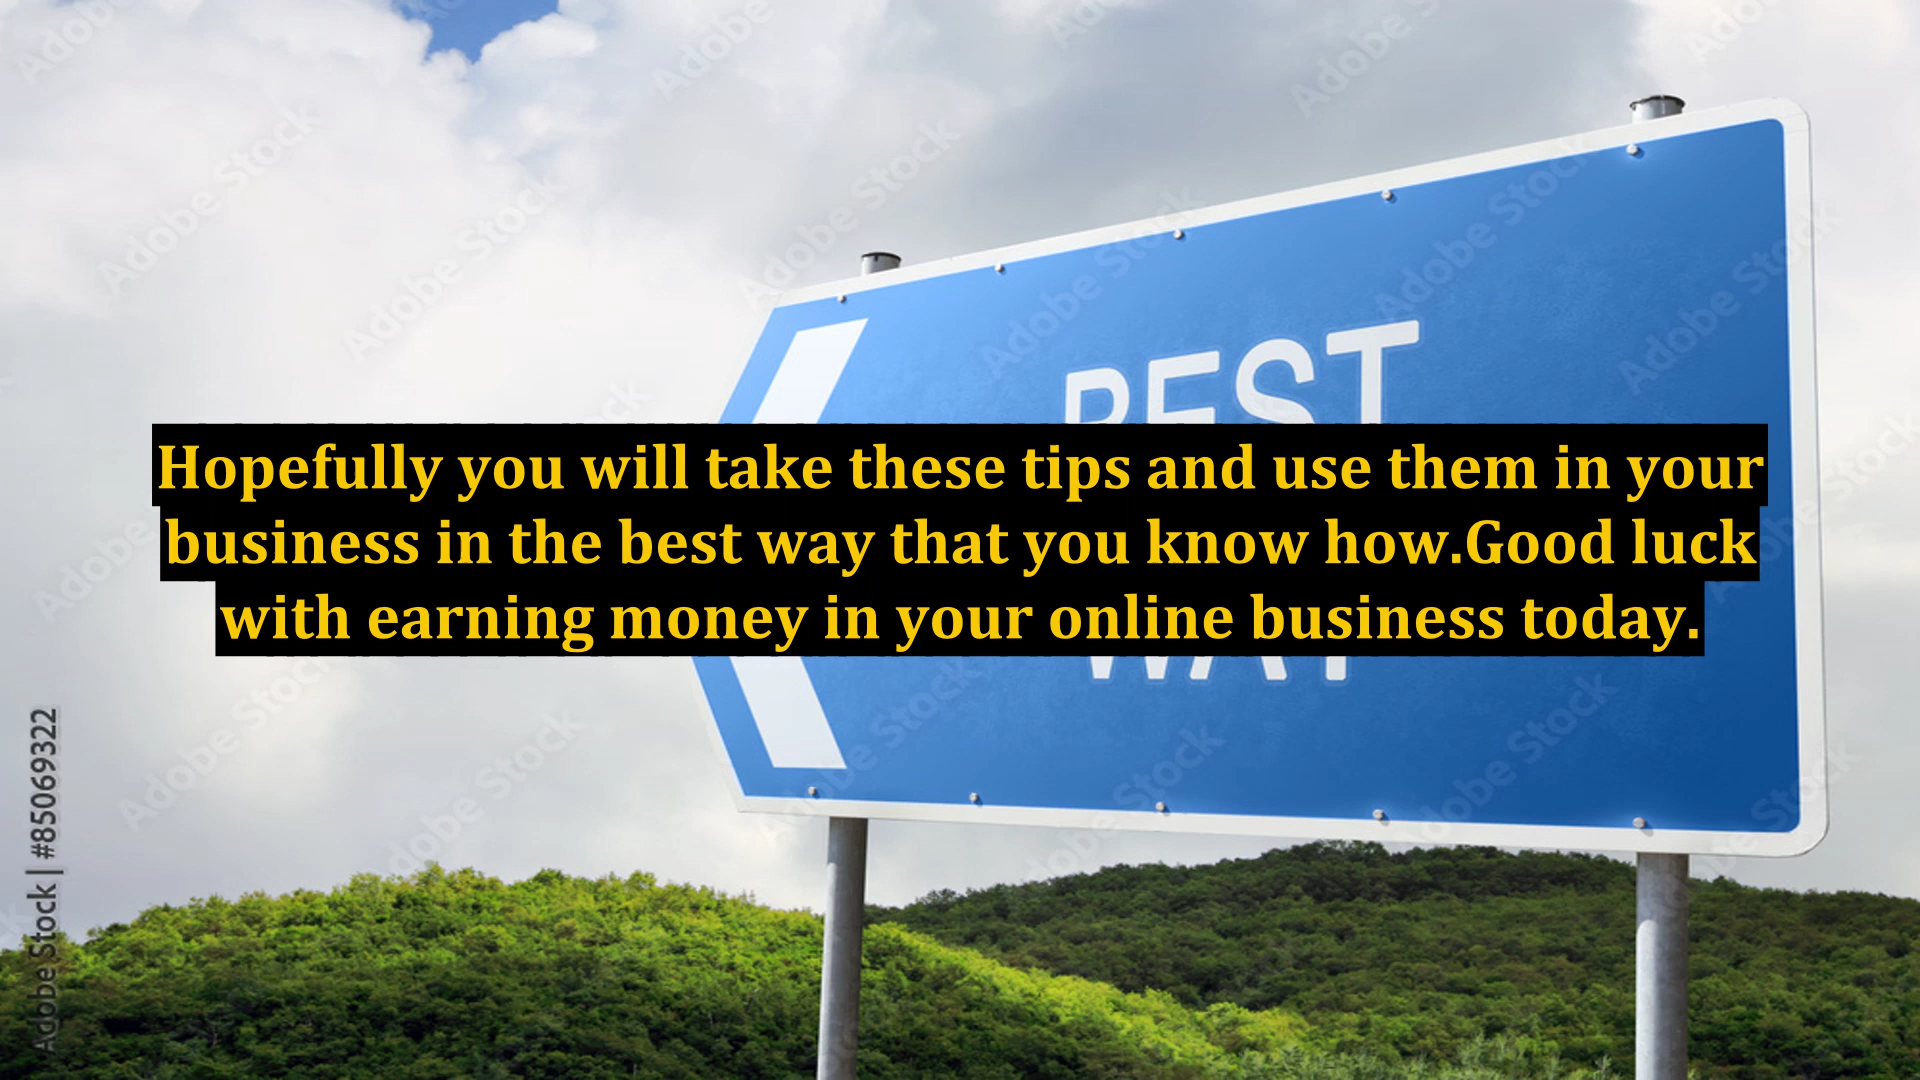 BEST
Hopefully you will take these tips and use them in your
business in the best way that you know how.Good luck
with earning money in your online business today.
WAY
Adobe Stock | #85069322